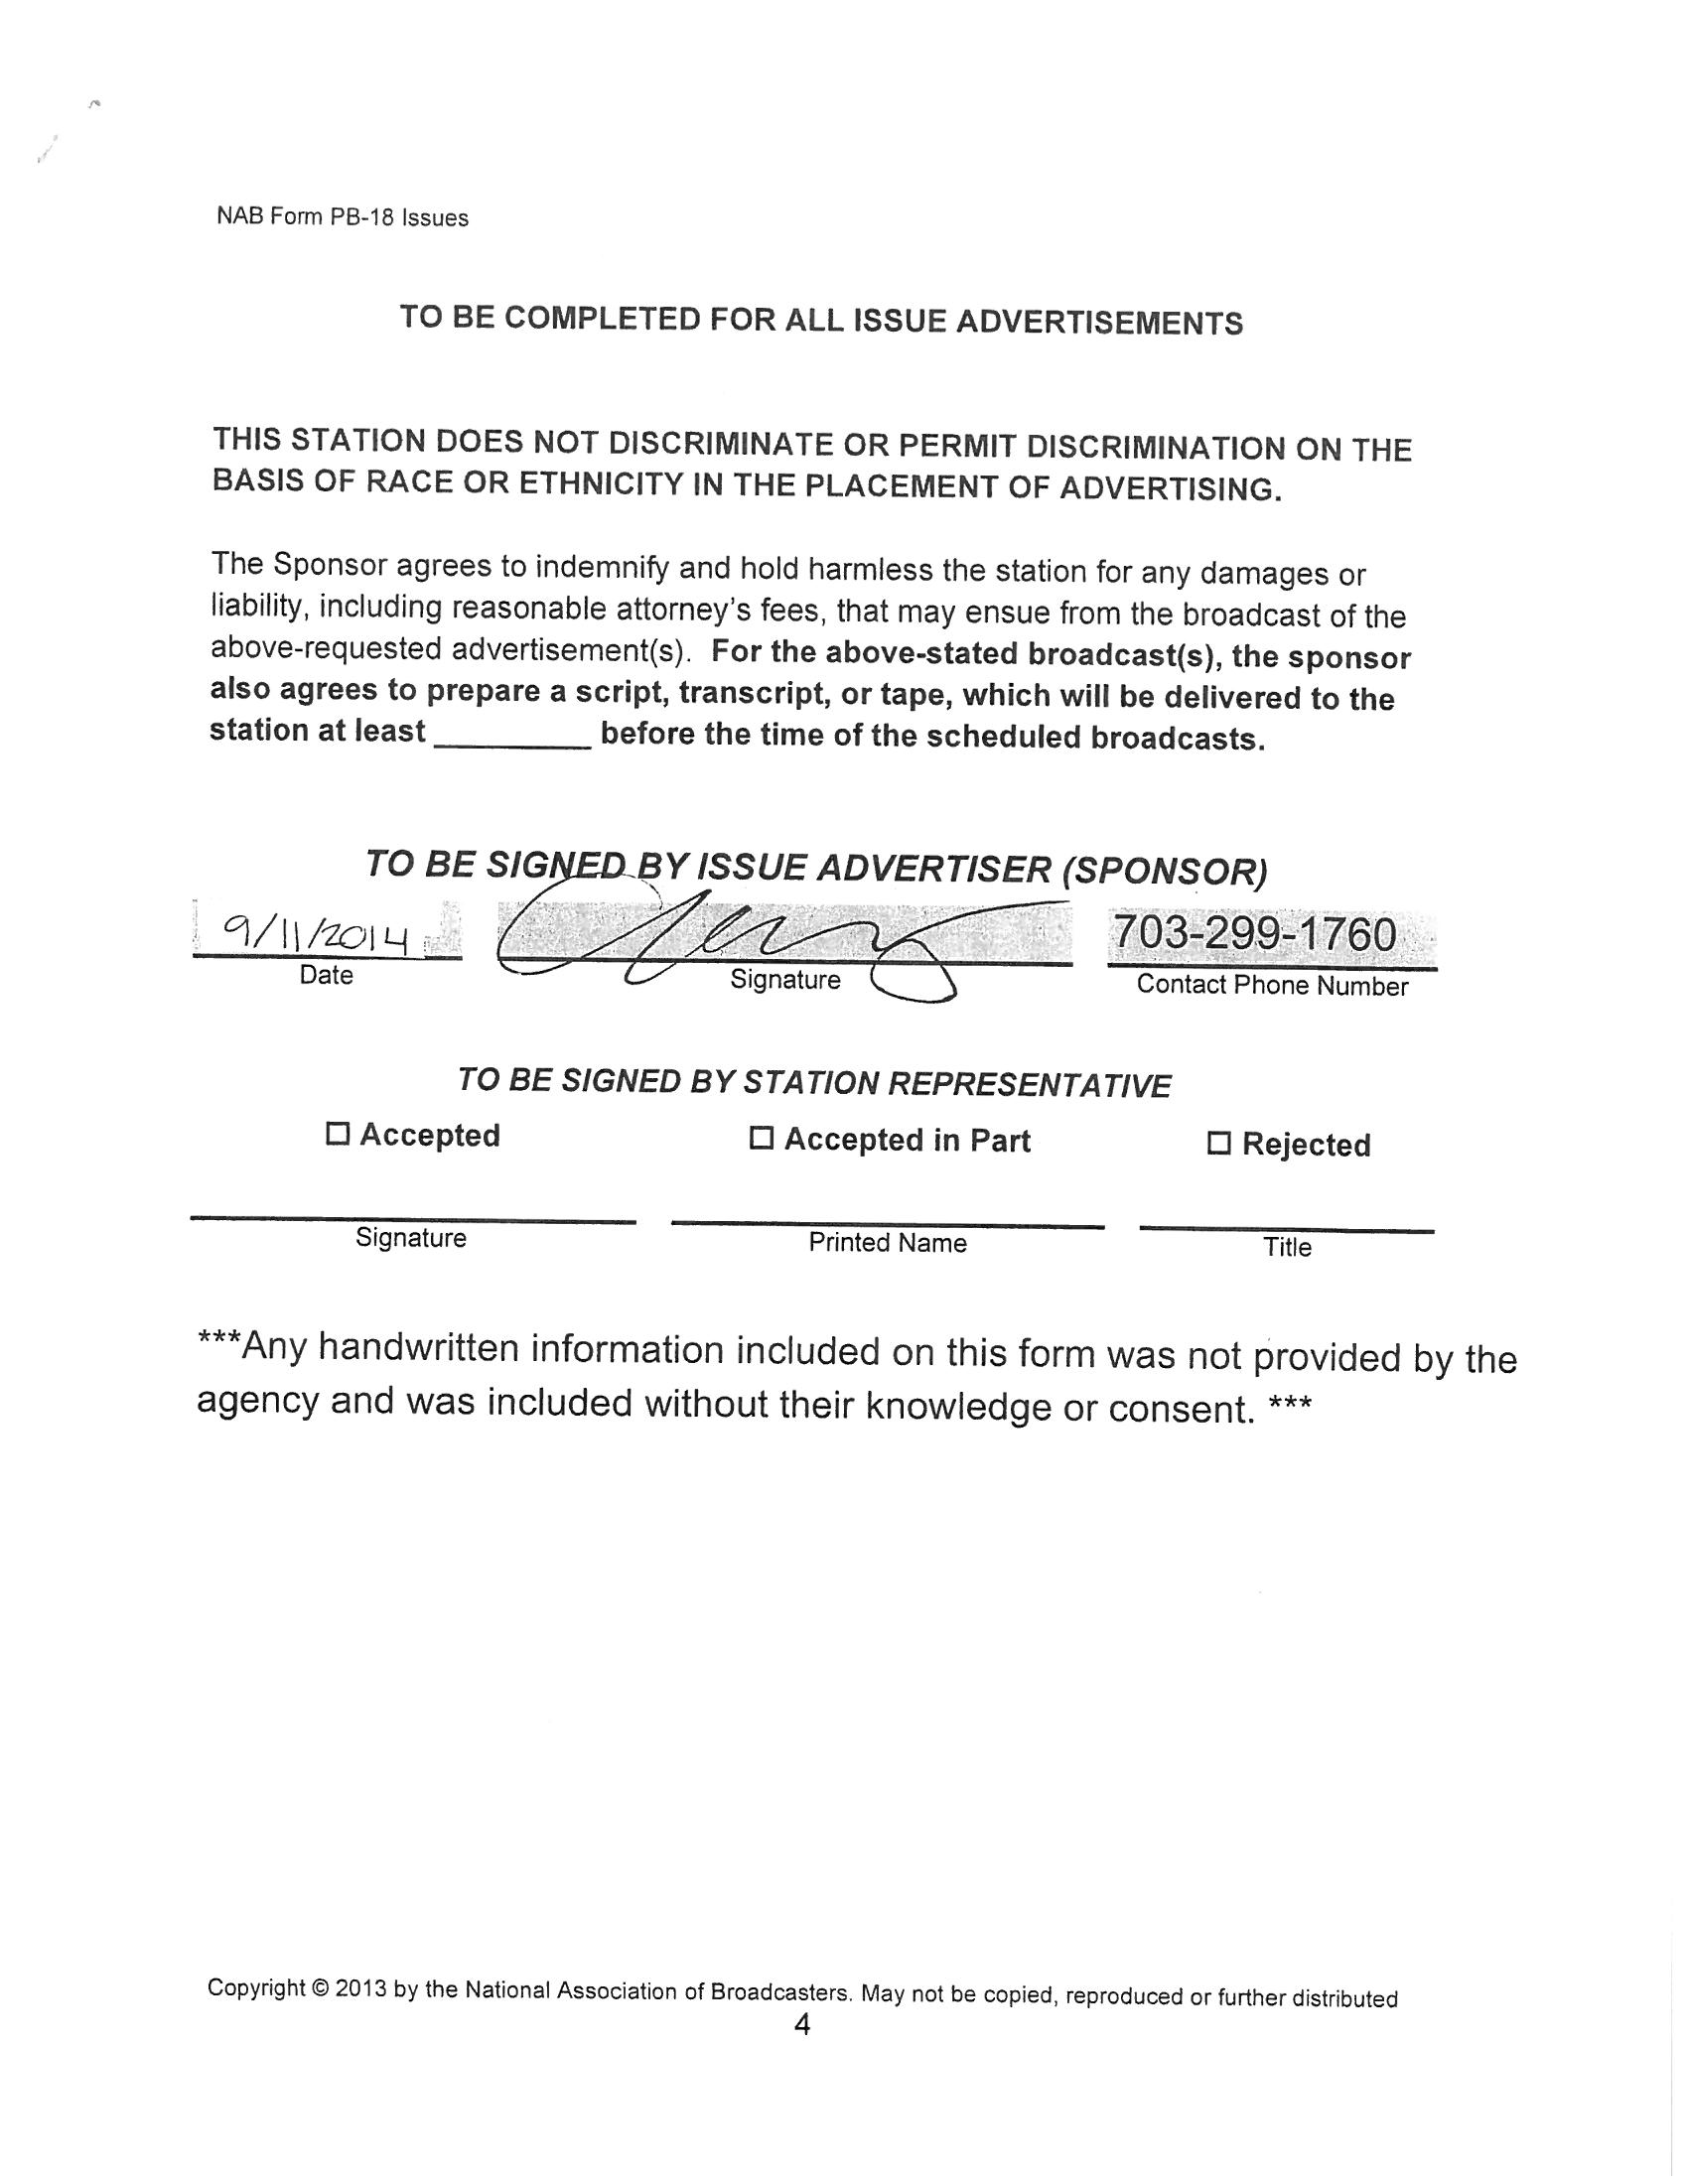 NAB Form PB-18 Issues
TO BE COMPLETED FOR ALL ISSUE ADVERTISEMENTS
THIS STATION DOES NOT DISCRIMINATE OR PERMIT DISCRIMINATION ON THE
BASIS OF RACE OR ETHNICITY IN THE PLACEMENT OF ADVERTISING.
The Sponsor agrees to indemnify and hold harmless the station for any damages or
liability, including reasonable attorney's fees, that may ensue from the broadcast of the
above-requested advertisement(s). For the above-stated broadcast(s), the sponsor
also agrees to prepare a script, transcript, or tape, which will be delivered to the
station at least __________ before the time of the scheduled broadcasts.
TO BE SIGNED BY ISSUE ADVERTISER (SPONSOR)
9/11/2014 703-299-1760
Date Signature Contact Phone Number
TO BE SIGNED BY STATION REPRESENTATIVE
☐ Accepted ☐ Accepted in Part ☐ Rejected
Signature Printed Name Title
***Any handwritten information included on this form was not provided by the
agency and was included without their knowledge or consent. ***
Copyright © 2013 by the National Association of Broadcasters. May not be copied, reproduced or further distributed
4